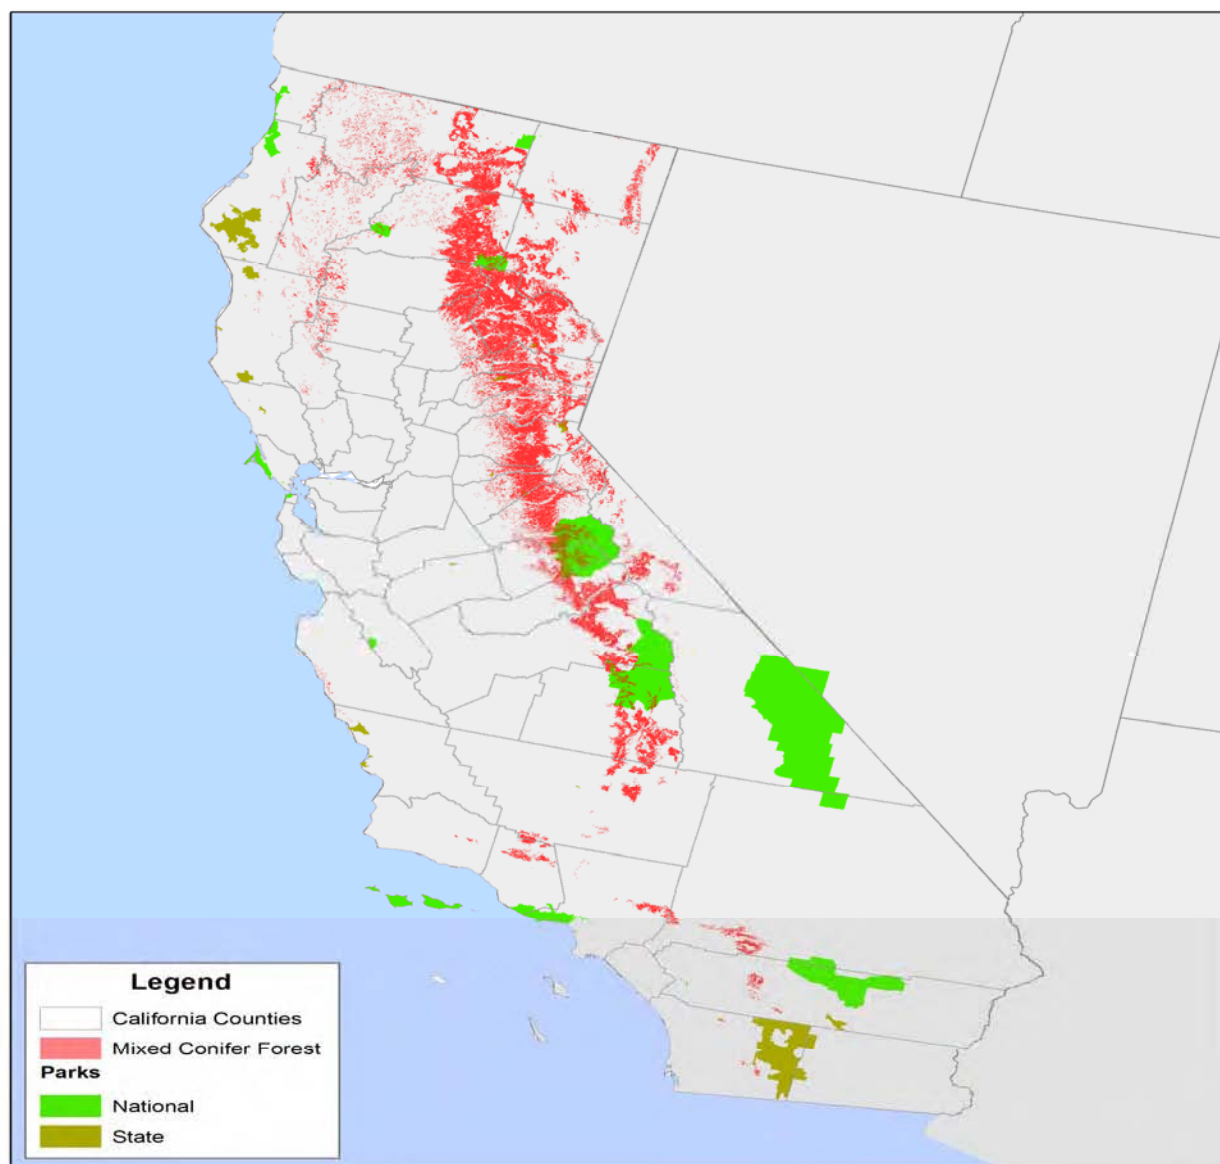 Legend
California Counties
Mixed Conifer Forest
Parks
National
State